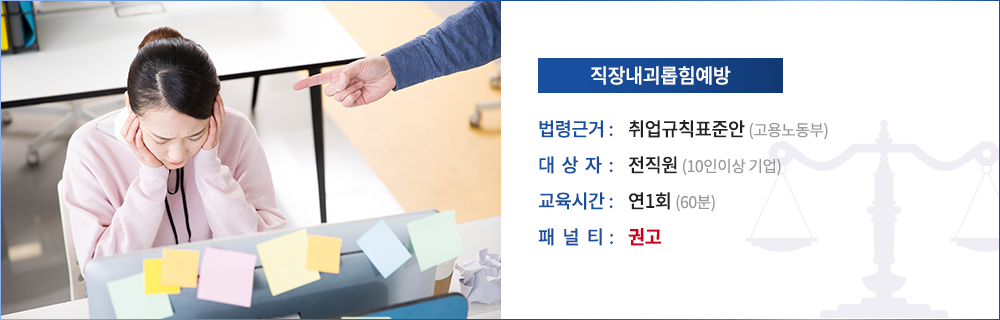 직장내괴롭힘예방
법령근거 : 취업규칙표준안 (고용노동부)
대 상 자 : 전직원 (10인이상 기업)
교육시간 : 연1회 (60분)
패 널 티 : 권고